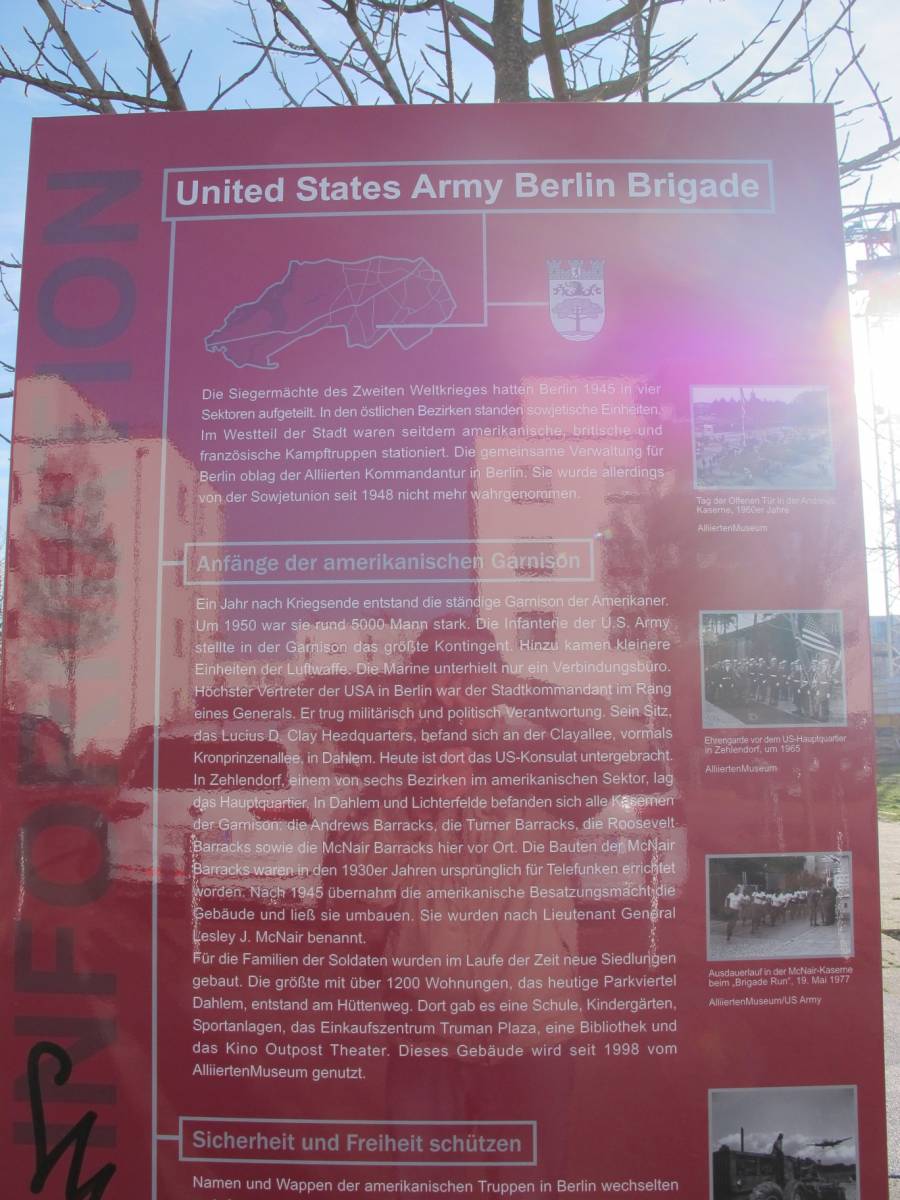 INFORMATION
United States Army Berlin Brigade
Die Siegermächte des Zweiten Weltkrieges hatten Berlin 1945 in vier
Sektoren aufgeteilt. In den östlichen Bezirken standen sowjetische Einheiten.
Im Westteil der Stadt waren seitdem amerikanische, britische und
französische Kampftruppen stationiert. Die gemeinsame Verwaltung für
Berlin oblag der Alliierten Kommandantur in Berlin. Sie wurde allerdings
von der Sowjetunion seit 1948 nicht mehr wahrgenommen.
Anfänge der amerikanischen Garnison
Ein Jahr nach Kriegsende entstand die ständige Garnison der Amerikaner.
Um 1950 war sie rund 5000 Mann stark. Die Infanterie der U.S. Army
stellte in der Garnison das größte Kontingent. Hinzu kamen kleinere
Einheiten der Luftwaffe. Die Marine unterhielt nur ein Verbindungsbüro.
Höchster Vertreter der USA in Berlin war der Stadtkommandant im Rang
eines Generals. Er trug militärisch und politisch Verantwortung. Sein Sitz,
das Lucius D. Clay Heedquarters, befand sich an der Clayallee, vormals
Kronprinzenallee, in Dahlem. Heute ist dort das US-Konsulat untergebracht.
In Zehlendorf, einem von sechs Bezirken im amerikanischen Sektor, lag
das Hauptquartier. In Dahlem und Lichterfelde befanden sich alle Kasernen
der Garnison: die Andrews Barracks, die Turner Barracks, die Roosevelt
Barracks sowie die McNair Barracks hier vor Ort. Die Bauten der McNair
Barracks waren in den 1930er Jahren ursprünglich für Telefunken errichtet
worden. Nach 1945 übernahm die amerikanische Besatzungsmacht die
Gebäude und ließ sie umbauen. Sie wurden nach Lieutenant General
Lesley J. McNair benannt.
Für die Familien der Soldaten wurden im Laufe der Zeit neue Siedlungen
gebaut. Die größte mit über 1200 Wohnungen, das heutige Parkviertel
Dahlem, entstand am Hüttenweg. Dort gab es eine Schule, Kindergärten,
Sportanlagen, das Einkaufszentrum Truman Plaza, eine Bibliothek und
das Kino Outpost Theater. Dieses Gebäude wird seit 1998 vom
AlliiertenMuseum genutzt.
Sicherheit und Freiheit schützen
Namen und Wappen der amerikanischen Truppen in Berlin wechselten
Tag der Offenen Tür in der Andrews
Kaserne, 1960er Jahre
AlliiertenMuseum
Ehrengarde vor dem US-Hauptquartier
in Zehlendorf, um 1965
AlliiertenMuseum
Ausdauerlauf in der McNair-Kaserne
beim „Brigade Run", 19. Mai 1977
AlliiertenMuseum/US Army